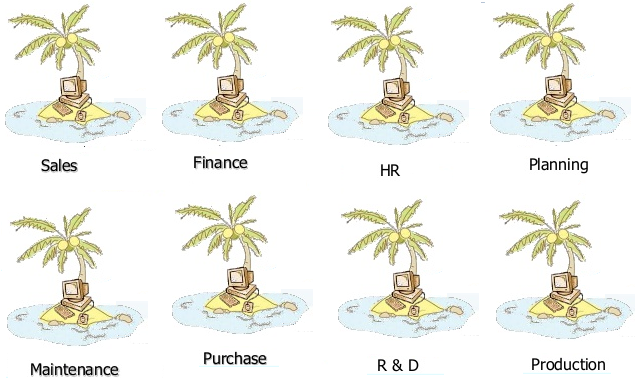 Sales
Finance
HR
Planning
Maintenance
Purchase
R & D
Production